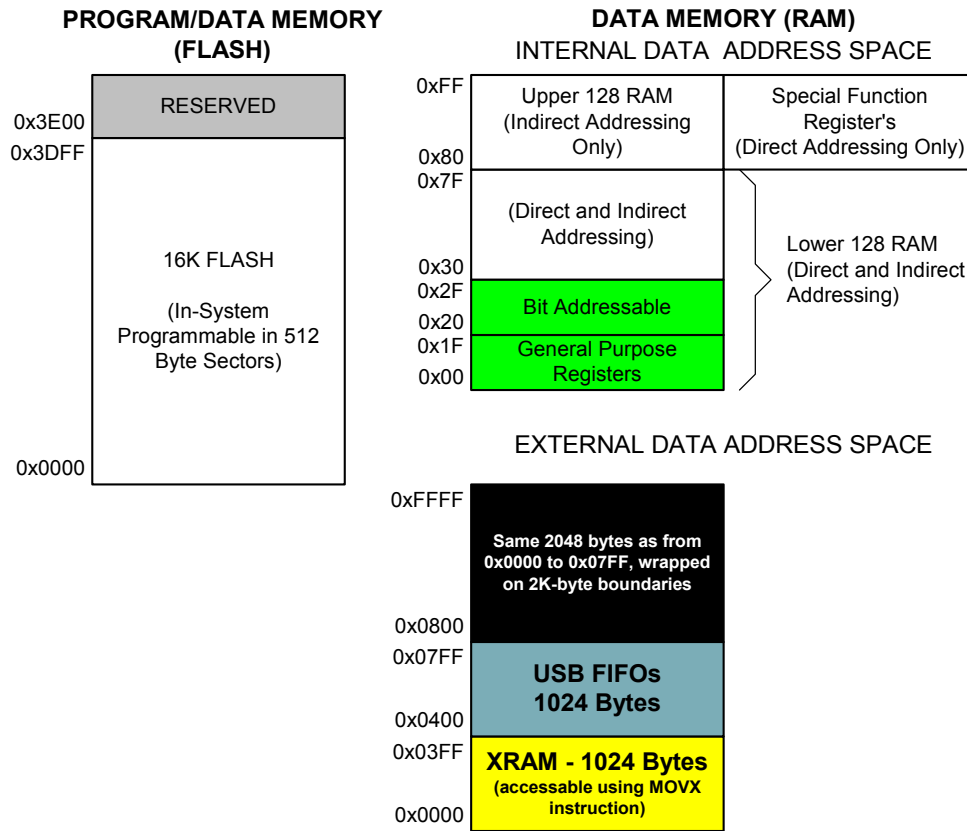 PROGRAM/DATA MEMORY
(FLASH)
0x3E00
0x3DFF
0x0000
RESERVED
16K FLASH
(In-System
Programmable in 512
Byte Sectors)
DATA MEMORY (RAM)
INTERNAL DATA ADDRESS SPACE
0xFF
0x80
0x7F
0x30
0x2F
0x20
0x1F
0x00
Upper 128 RAM
(Indirect Addressing
Only)
Special Function
Register's
(Direct Addressing Only)
(Direct and Indirect
Addressing)
Bit Addressable
General Purpose
Registers
Lower 128 RAM
(Direct and Indirect
Addressing)
EXTERNAL DATA ADDRESS SPACE
0xFFFF
0x0800
0x07FF
0x0400
0x03FF
0x0000
Same 2048 bytes as from
0x0000 to 0x07FF, wrapped
on 2K-byte boundaries
USB FIFOs
1024 Bytes
XRAM - 1024 Bytes
(accessable using MOVX
instruction)